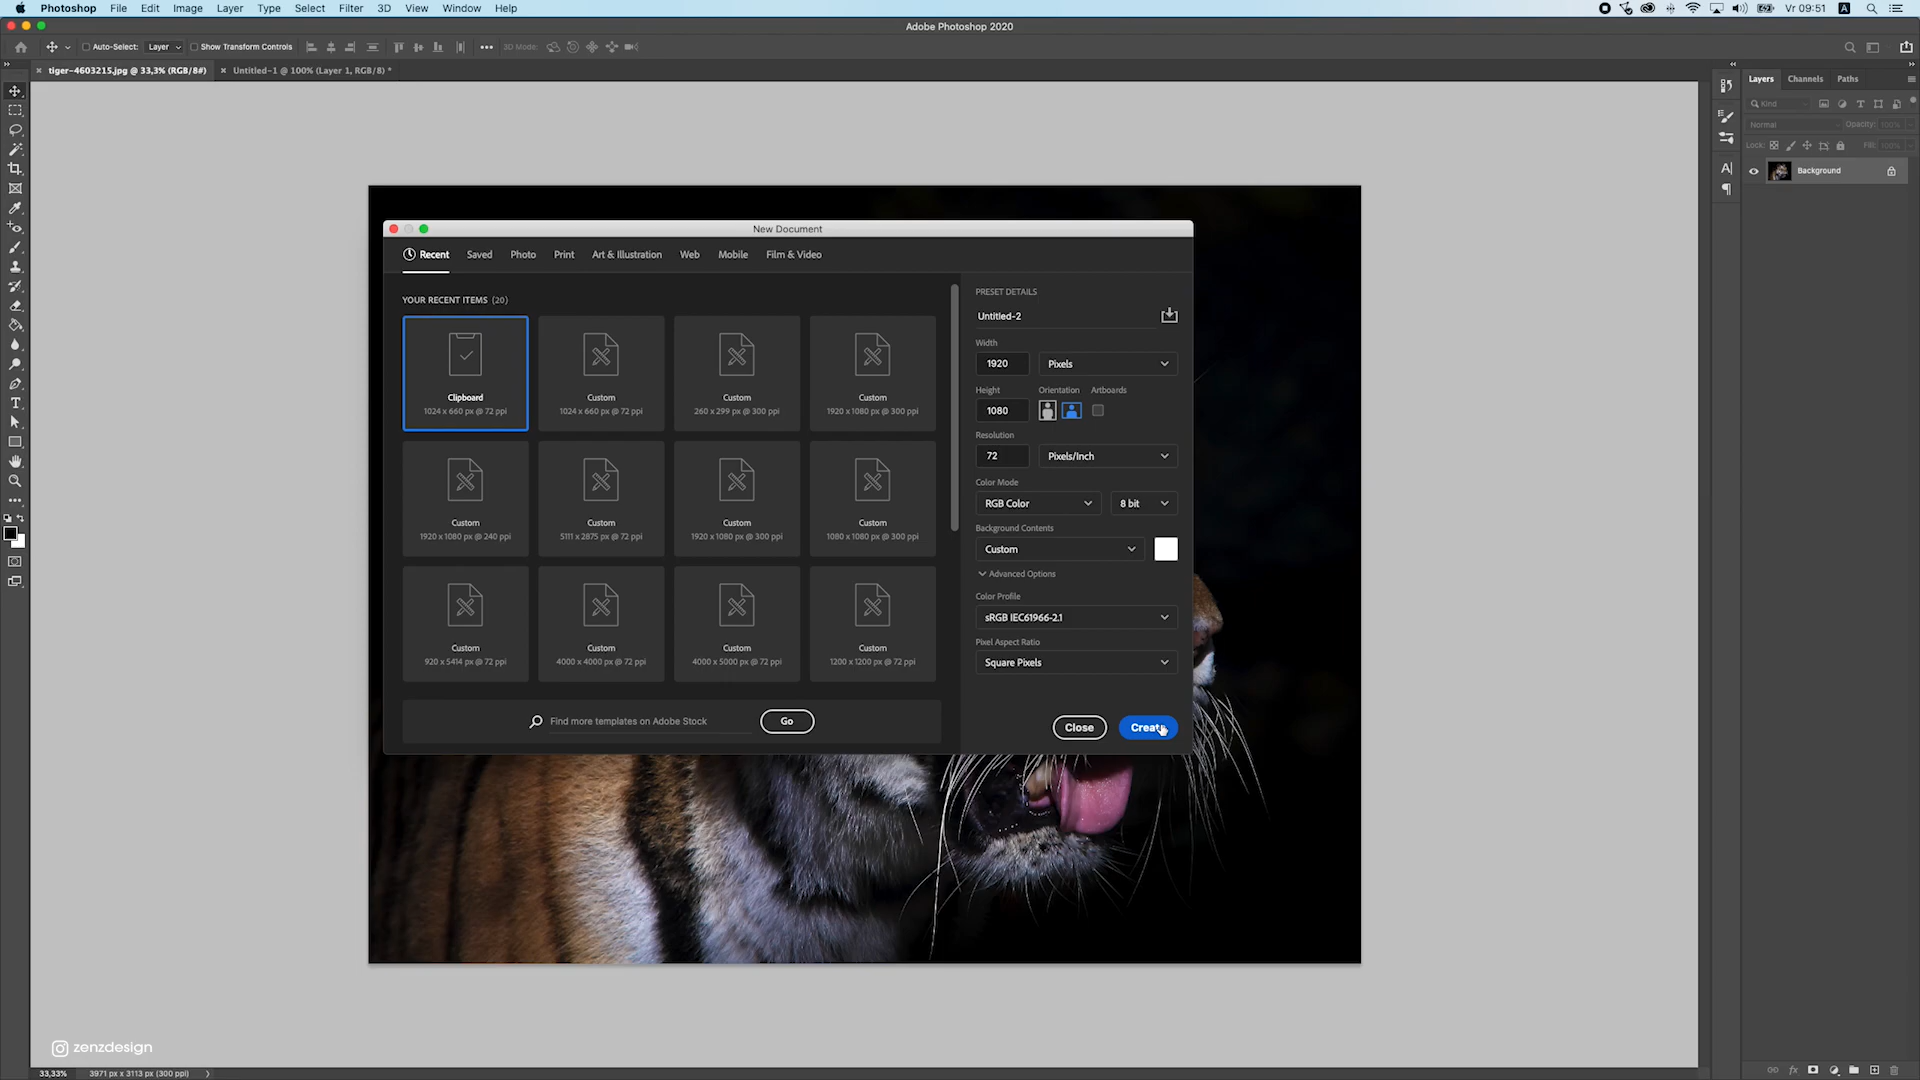 Photoshop File Edit Image Layer Type Select Filter 3D View Window Help Vr 09:51
Adobe Photoshop 2020
Auto-Select: Layer Show Transform Controls 3D Mode:
tiger-4603215.jpg @ 33,3% (RGB/8#) Untitled-1 @ 100% (Layer 1, RGB/8) *
Layers Channels Paths
Kind
Normal Opacity: 100%
Lock: Fill: 100%
Background
New Document
Recent Saved Photo Print Art & Illustration Web Mobile Film & Video
YOUR RECENT ITEMS (20)
Clipboard
1024 x 660 px @ 72 ppi
Custom
1024 x 660 px @ 72 ppi
Custom
260 x 299 px @ 300 ppi
Custom
1920 x 1080 px @ 300 ppi
Custom
1920 x 1080 px @ 240 ppi
Custom
5111 x 2875 px @ 72 ppi
Custom
1920 x 1080 px @ 300 ppi
Custom
1080 x 1080 px @ 300 ppi
Custom
920 x 5414 px @ 72 ppi
Custom
4000 x 4000 px @ 72 ppi
Custom
4000 x 5000 px @ 72 ppi
Custom
1200 x 1200 px @ 72 ppi
Find more templates on Adobe Stock Go
PRESET DETAILS
Untitled-2
Width
1920 Pixels
Height Orientation Artboards
1080
Resolution
72 Pixels/Inch
Color Mode
RGB Color 8 bit
Background Contents
Custom
Advanced Options
Color Profile
sRGB IEC61966-2.1
Pixel Aspect Ratio
Square Pixels
Close Create
zenzdesign
33,33% 3971 px x 3113 px (300 ppi)